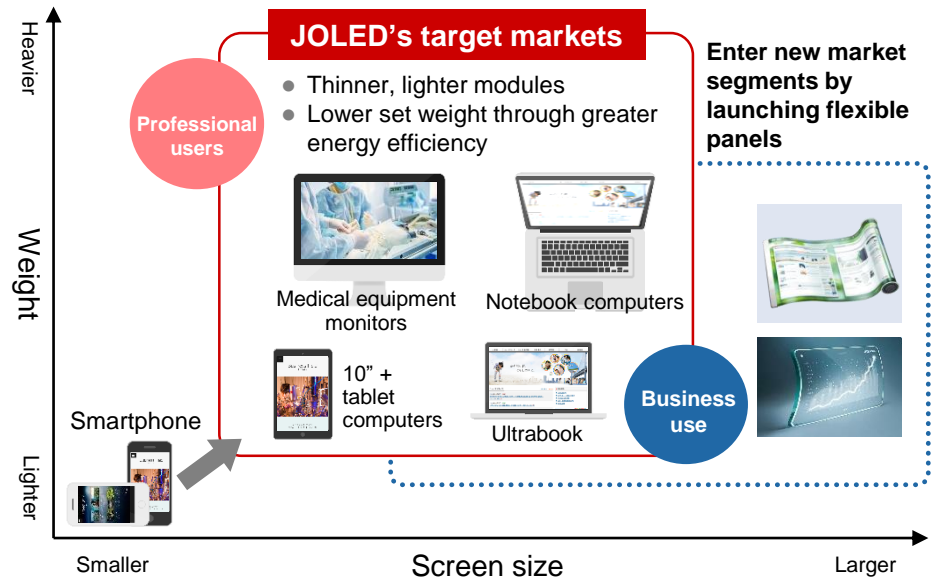 JOLED's target markets
Heavier
Professional
users
● Thinner, lighter modules
● Lower set weight through greater
energy efficiency
Enter new market
segments by
launching flexible
panels
Weight
Medical equipment
monitors
Notebook computers
10” +
tablet
computers
Ultrabook
Business
use
Smartphone
Lighter
Smaller
Screen size
Larger